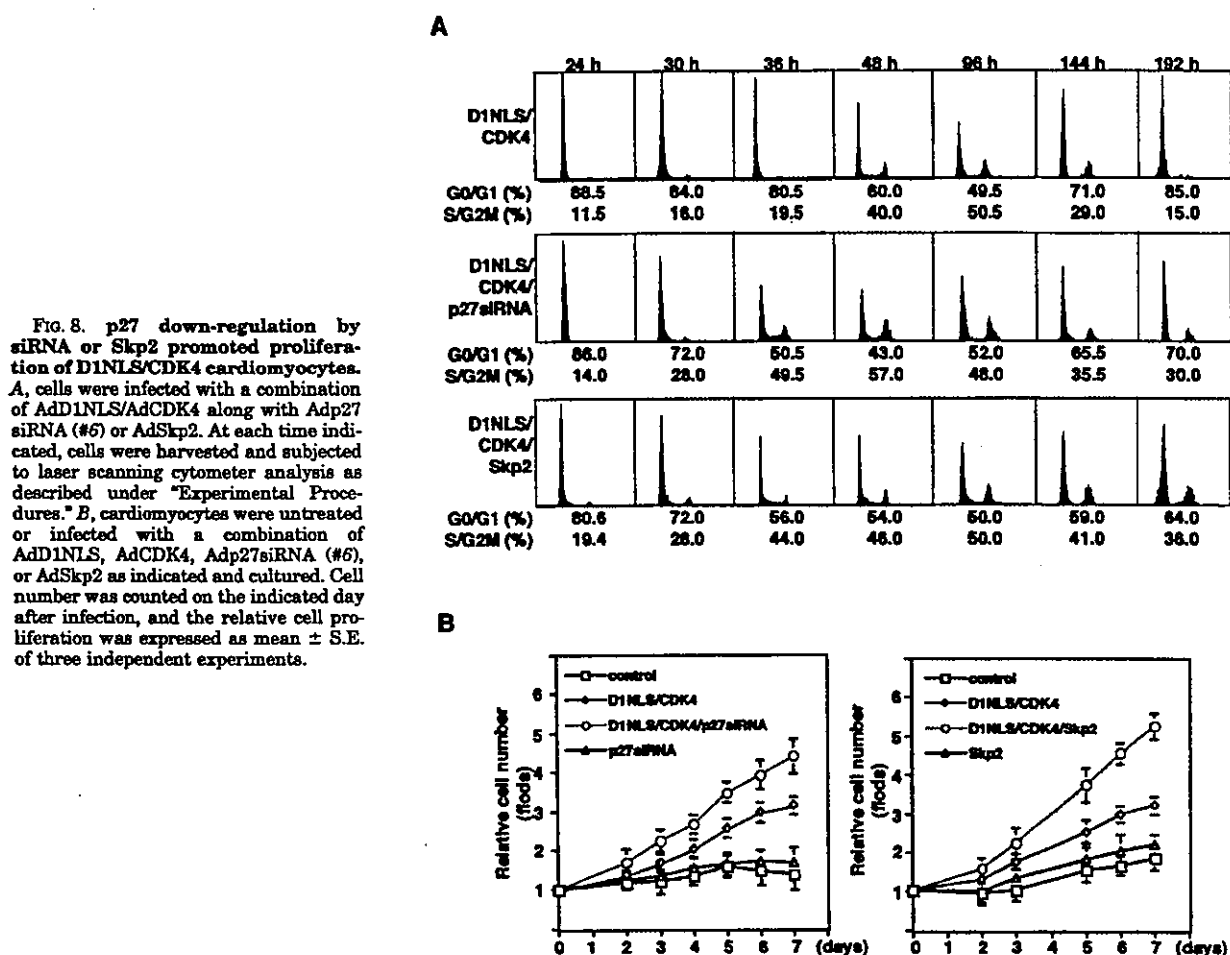 FIG. 8. p27 down-regulation by
siRNA or Skp2 promoted prolifera-
tion of D1NLS/CDK4 cardiomyocytes.
A, cells were infected with a combination
of AdD1NLS/AdCDK4 along with Adp27
siRNA (#6) or AdSkp2. At each time indi-
cated, cells were harvested and subjected
to laser scanning cytometer analysis as
described under "Experimental Proce-
dures." B, cardiomyocytes were untreated
or infected with a combination of
AdD1NLS, AdCDK4, Adp27siRNA (#6),
or AdSkp2 as indicated and cultured. Cell
number was counted on the indicated day
after infection, and the relative cell pro-
liferation was expressed as mean ± S.E.
of three independent experiments.
A
24 h 30 h 36 h 48 h 96 h 144 h 192 h
D1NLS/
CDK4
G0/G1 (%) 88.5 84.0 80.5 60.0 49.5 71.0 85.0
S/G2M (%) 11.5 16.0 19.5 40.0 50.5 29.0 15.0
D1NLS/
CDK4/
p27siRNA
G0/G1 (%) 86.0 72.0 50.5 43.0 52.0 65.5 70.0
S/G2M (%) 14.0 28.0 49.5 57.0 48.0 35.5 30.0
D1NLS/
CDK4/
Skp2
G0/G1 (%) 80.6 72.0 56.0 54.0 50.0 59.0 64.0
S/G2M (%) 19.4 28.0 44.0 46.0 50.0 41.0 36.0
B
Relative cell number
(flods)
6
5
4
3
2
1
control
D1NLS/CDK4
D1NLS/CDK4/p27siRNA
p27siRNA
0 1 2 3 4 5 6 7 (days)
Relative cell number
(flods)
6
5
4
3
2
1
control
D1NLS/CDK4
D1NLS/CDK4/Skp2
Skp2
0 1 2 3 4 5 6 7 (days)